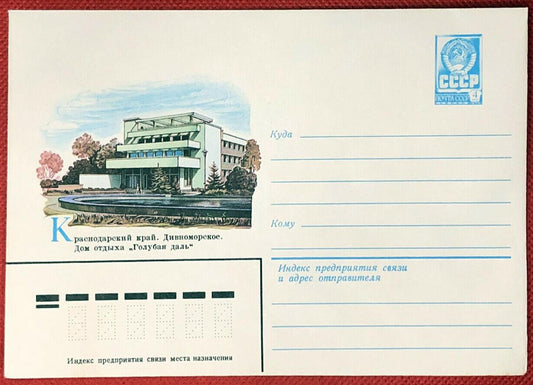 СССР
ПОЧТА СССР
4
К
Куда
Кому
Краснодарский край. Дивноморское.
Дом отдыха „Голубая даль“
Индекс предприятия связи
и адрес отправителя
Индекс предприятия связи места назначения